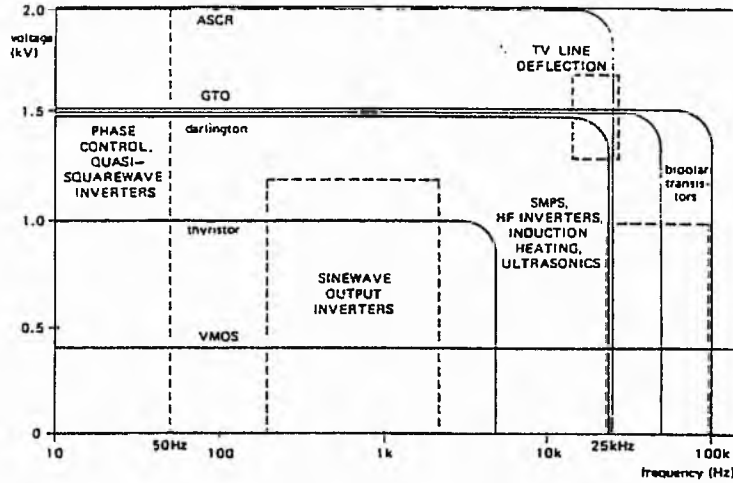 2.0
voltage
(kV)
ASCR
TV LINE
DEFLECTION
GTO
1.5
darlington
PHASE
CONTROL,
QUASI-
SQUAREWAVE
INVERTERS
bipolar
transis-
tors
SMPS,
HF INVERTERS,
INDUCTION
HEATING,
ULTRASONICS
1.0
thyristor
SINEWAVE
OUTPUT
INVERTERS
0.5
VMOS
0
10
50Hz
100
1k
10k
25kHz
100k
frequency (Hz)